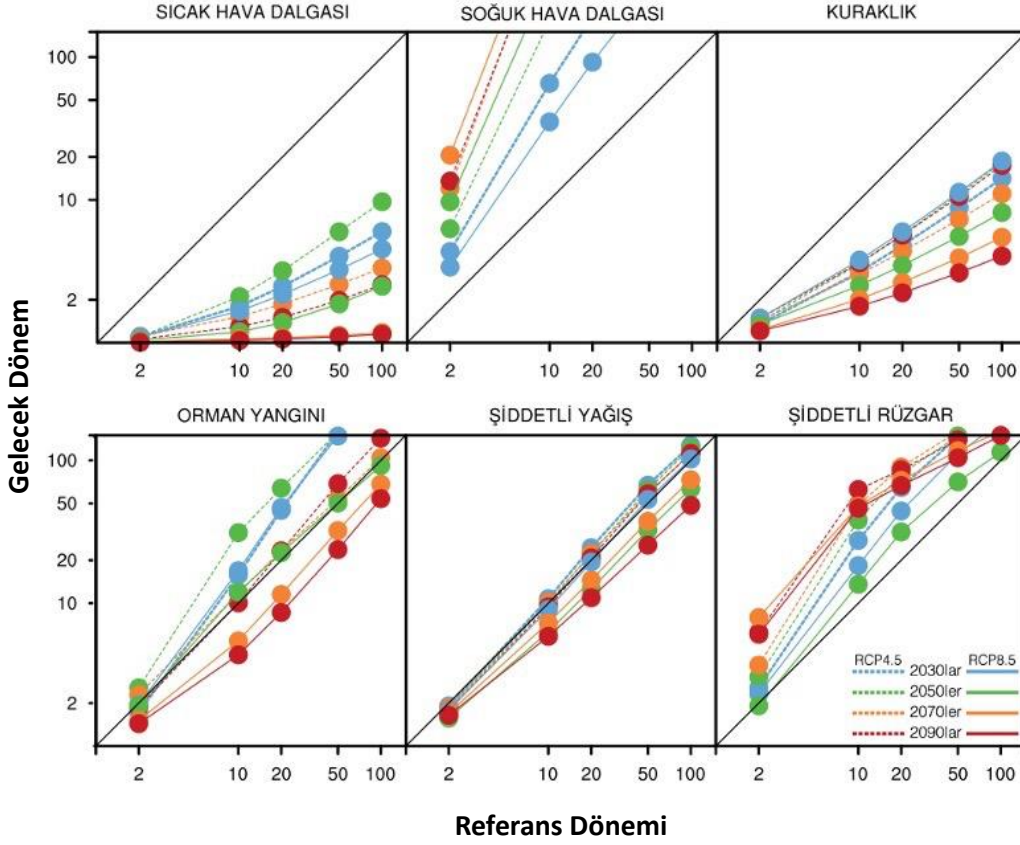 SICAK HAVA DALGASI
SOĞUK HAVA DALGASI
KURAKLIK
100
50
20
10
2
2 10 20 50 100
2 10 20 50 100
2 10 20 50 100
Gelecek Dönem
ORMAN YANGINI
ŞİDDETLİ YAĞIŞ
ŞİDDETLİ RÜZGAR
100
50
20
10
2
RCP4.5 RCP8.5
2030lar
2050ler
2070ler
2090lar
2 10 20 50 100
2 10 20 50 100
2 10 20 50 100
Referans Dönemi